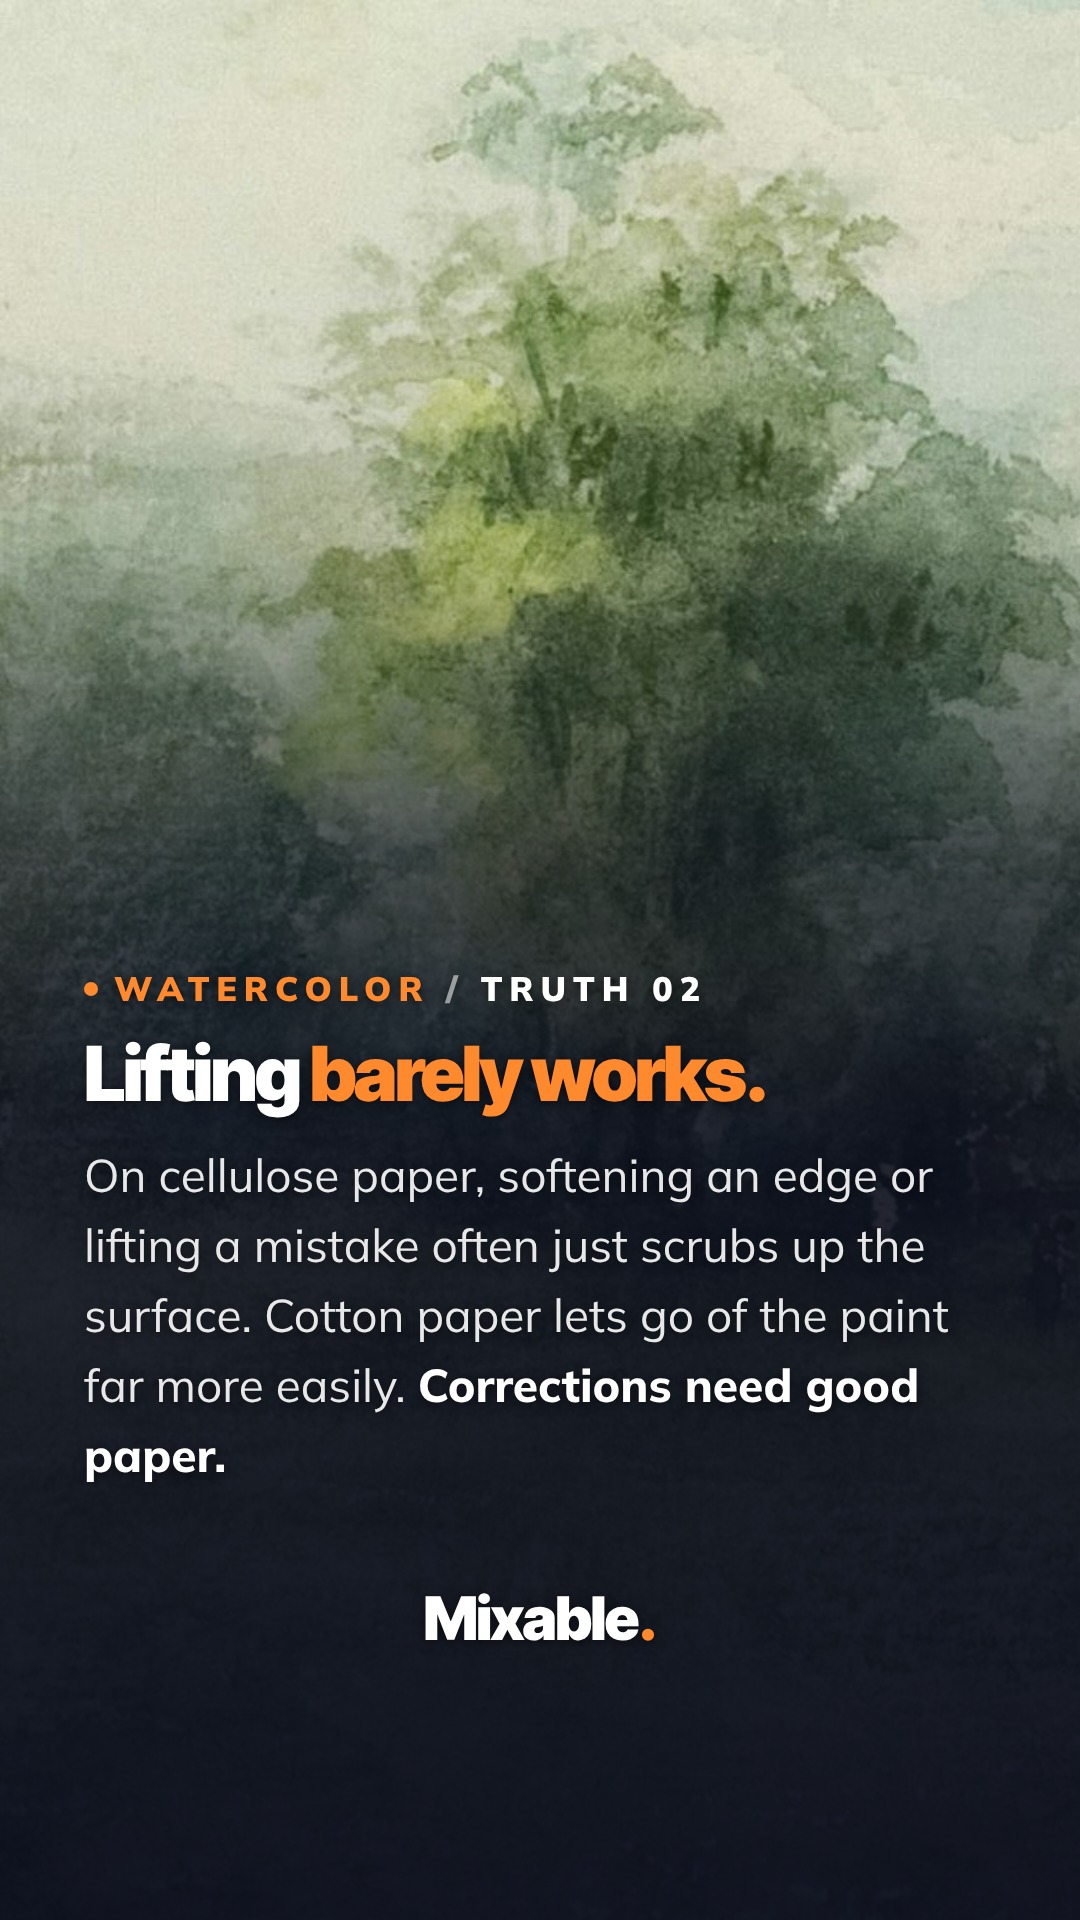 • WATERCOLOR / TRUTH 02
Lifting barely works.
On cellulose paper, softening an edge or
lifting a mistake often just scrubs up the
surface. Cotton paper lets go of the paint
far more easily. Corrections need good
paper.
Mixable.